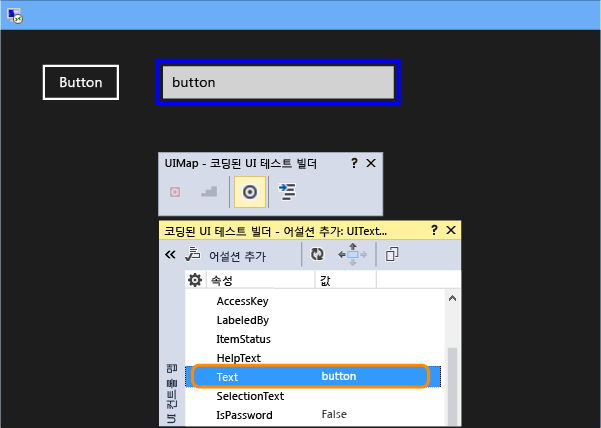 Button
button
UIMap - 코딩된 UI 테스트 빌더
? ×
코딩된 UI 테스트 빌더 - 어설션 추가: UIText...
? ×
« 어설션 추가
속성 값
AccessKey
LabeledBy
ItemStatus
HelpText
Text button
SelectionText
IsPassword False
UI 컨트롤 맵